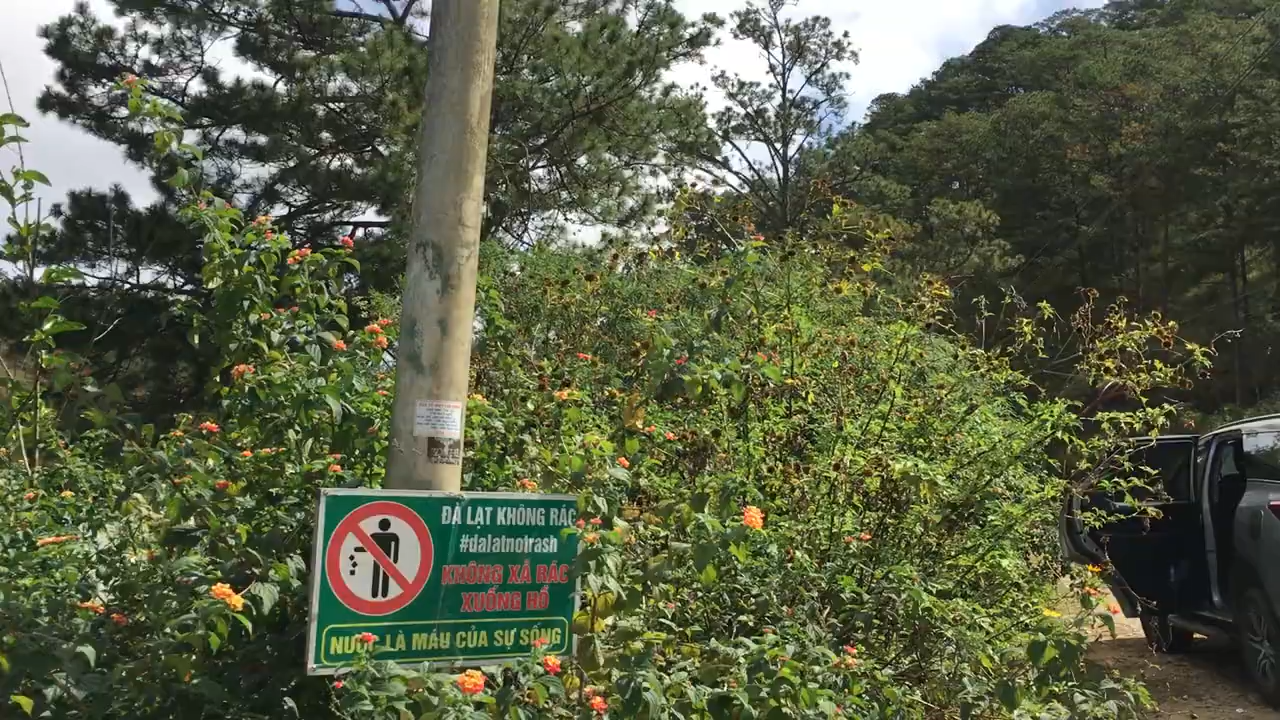 ĐÀ LẠT KHÔNG RÁC
#dalatnotrash
KHÔNG XẢ RÁC
XUỐNG HỒ
NƯỚC LÀ MÁU CỦA SỰ SỐNG